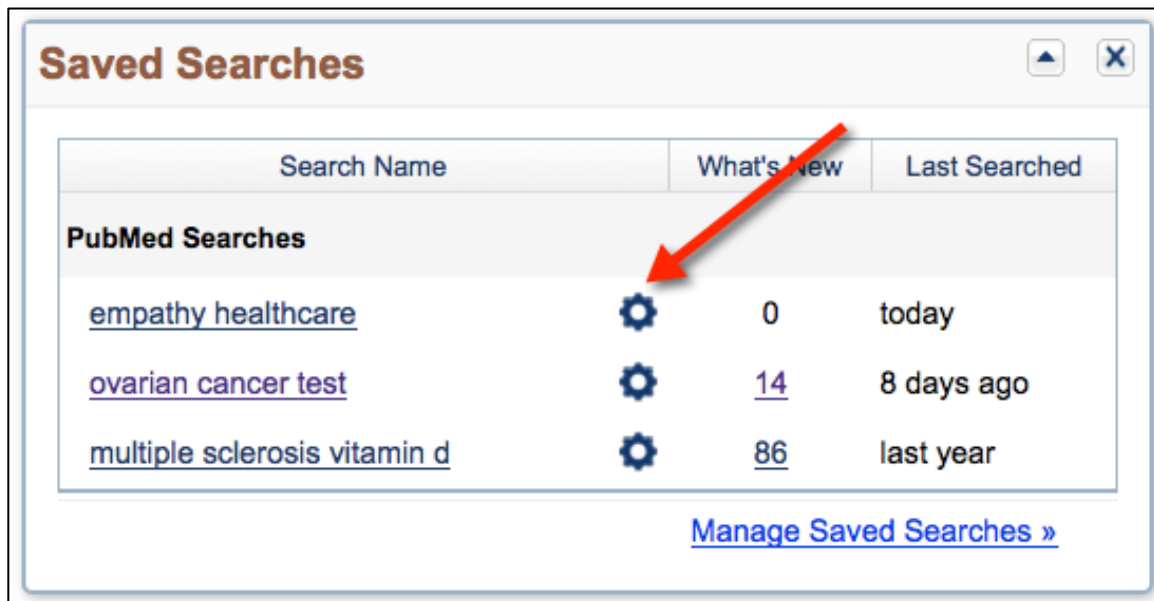 Saved Searches
Search Name What's New Last Searched
PubMed Searches
empathy healthcare 0 today
ovarian cancer test 14 8 days ago
multiple sclerosis vitamin d 86 last year
Manage Saved Searches »